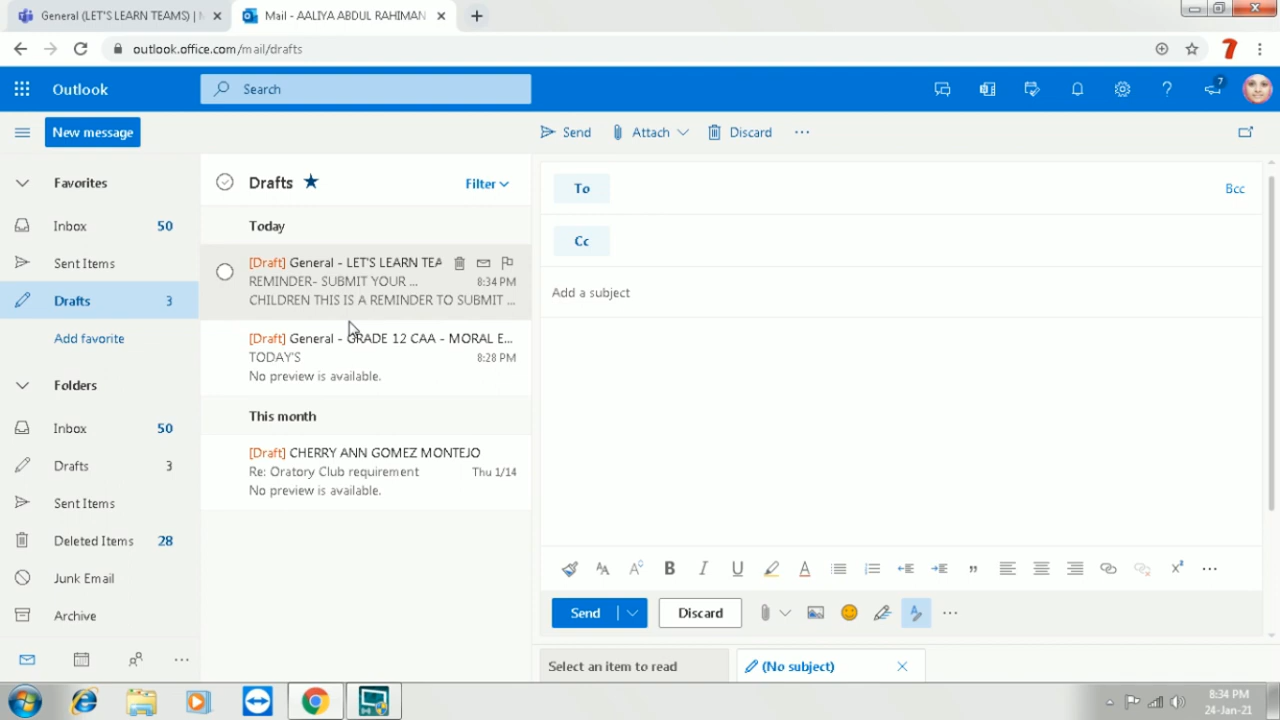 General (LET'S LEARN TEAMS) |
Mail - AALIYA ABDUL RAHIMAN
outlook.office.com/mail/drafts
7
Outlook
Search
7
New message
Send
Attach
Discard
Favorites
Inbox 50
Sent Items
Drafts 3
Add favorite
Folders
Inbox 50
Drafts 3
Sent Items
Deleted Items 28
Junk Email
Archive
Drafts
Filter
Today
[Draft] General - LET'S LEARN TEA
REMINDER- SUBMIT YOUR ... 8:34 PM
CHILDREN THIS IS A REMINDER TO SUBMIT ...
[Draft] General - GRADE 12 CAA - MORAL E...
TODAY'S 8:28 PM
No preview is available.
This month
[Draft] CHERRY ANN GOMEZ MONTEJO
Re: Oratory Club requirement Thu 1/14
No preview is available.
To
Bcc
Cc
Add a subject
Send
Discard
Select an item to read
(No subject)
8:34 PM
24-Jan-21